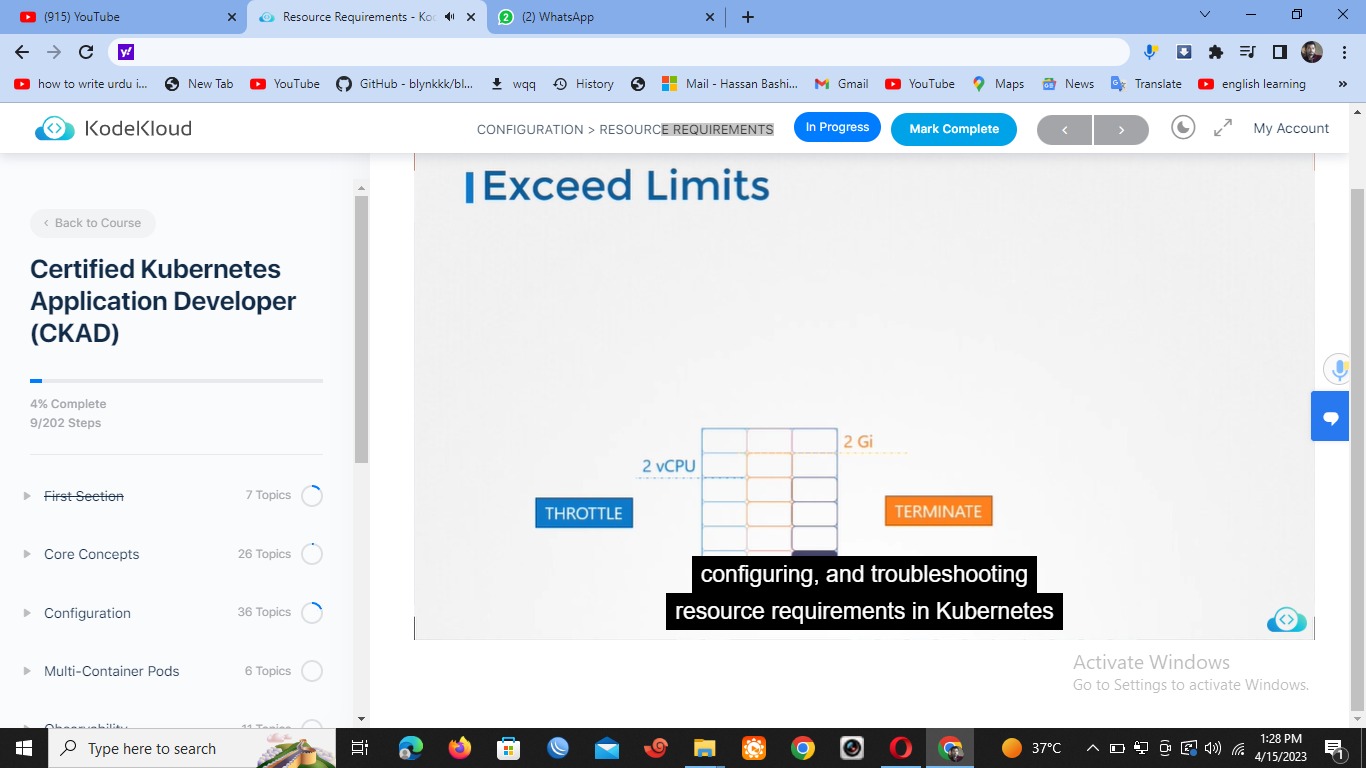 (915) YouTube
Resource Requirements - Ko
(2) WhatsApp
y!
how to write urdu i...
New Tab
YouTube
GitHub - blynkkk/bl...
wqq
History
Mail - Hassan Bashi...
Gmail
YouTube
Maps
News
Translate
english learning
»
KodeKloud
CONFIGURATION > RESOURCE REQUIREMENTS
In Progress
Mark Complete
My Account
Back to Course
Certified Kubernetes
Application Developer
(CKAD)
4% Complete
9/202 Steps
First Section 7 Topics
Core Concepts 26 Topics
Configuration 36 Topics
Multi-Container Pods 6 Topics
Observability 11 Topics
Exceed Limits
2 Gi
2 vCPU
THROTTLE
TERMINATE
configuring, and troubleshooting
resource requirements in Kubernetes
Activate Windows
Go to Settings to activate Windows.
Type here to search
37°C
1:28 PM
4/15/2023
1